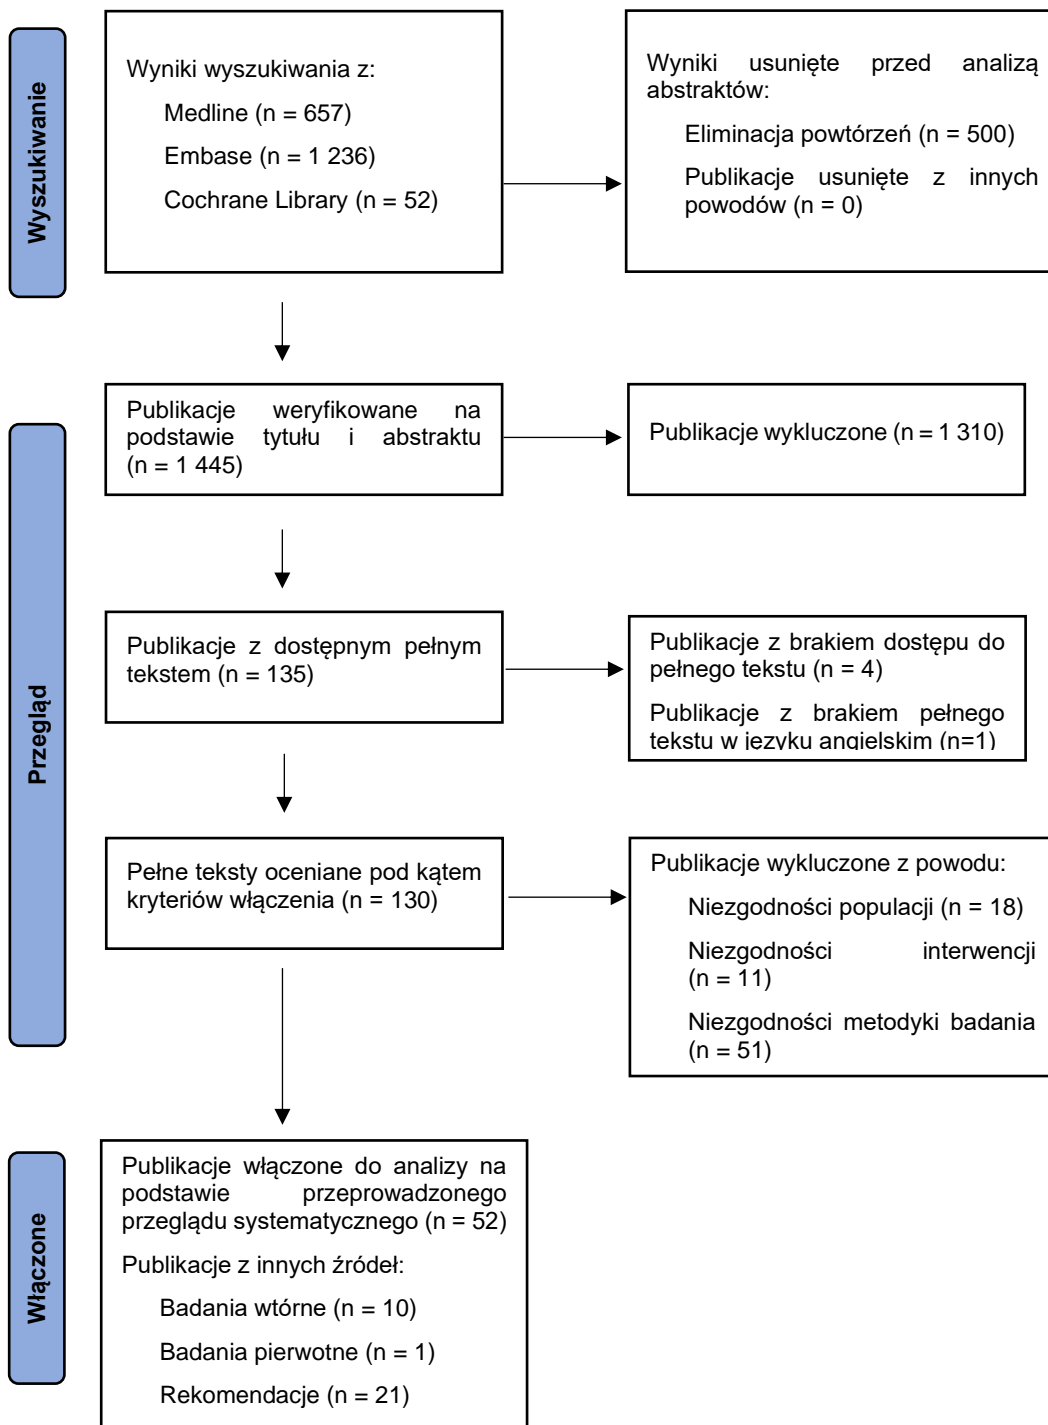 Wyszukiwanie
Wyniki wyszukiwania z:
Medline (n = 657)
Embase (n = 1 236)
Cochrane Library (n = 52)
Wyniki usunięte przed analizą
abstraktów:
Eliminacja powtórzeń (n = 500)
Publikacje usunięte z innych
powodów (n = 0)
Przegląd
Publikacje weryfikowane na
podstawie tytułu i abstraktu
(n = 1 445)
Publikacje wykluczone (n = 1 310)
Publikacje z dostępnym pełnym
tekstem (n = 135)
Publikacje z brakiem dostępu do
pełnego tekstu (n = 4)
Publikacje z brakiem pełnego
tekstu w języku angielskim (n=1)
Pełne teksty oceniane pod kątem
kryteriów włączenia (n = 130)
Publikacje wykluczone z powodu:
Niezgodności populacji (n = 18)
Niezgodności interwencji
(n = 11)
Niezgodności metodyki badania
(n = 51)
Włączone
Publikacje włączone do analizy na
podstawie przeprowadzonego
przeglądu systematycznego (n = 52)
Publikacje z innych źródeł:
Badania wtórne (n = 10)
Badania pierwotne (n = 1)
Rekomendacje (n = 21)